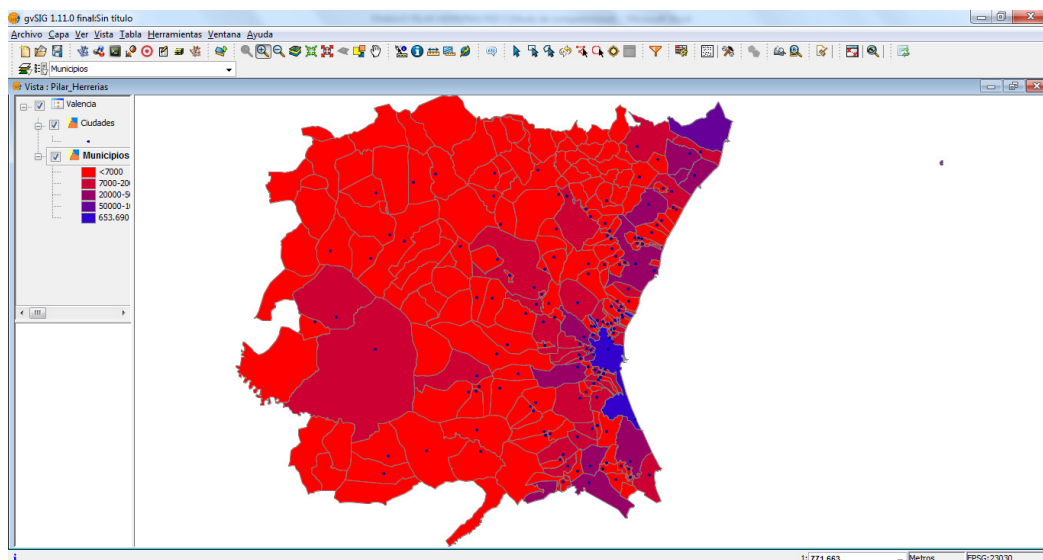 gvSIG 1.11.0 final:Sin título
Archivo Capa Ver Vista Tabla Herramientas Ventana Ayuda
Municipios
Vista : Pilar_Herrerias
Valencia
Ciudades
Municipios
<7000
7000-20
20000-5
50000-1
653.690
1: 771.663 Metros EPSG:23030